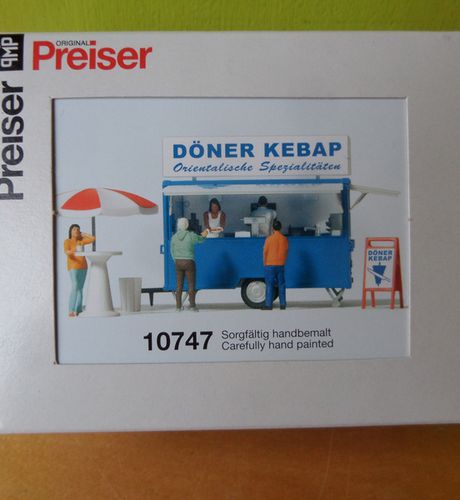 PMP
ORIGINAL
Preiser
Preiser
DÖNER KEBAP
Orientalische Spezialitäten
DÖNER
KEBAP
10747
Sorgfältig handbemalt
Carefully hand painted